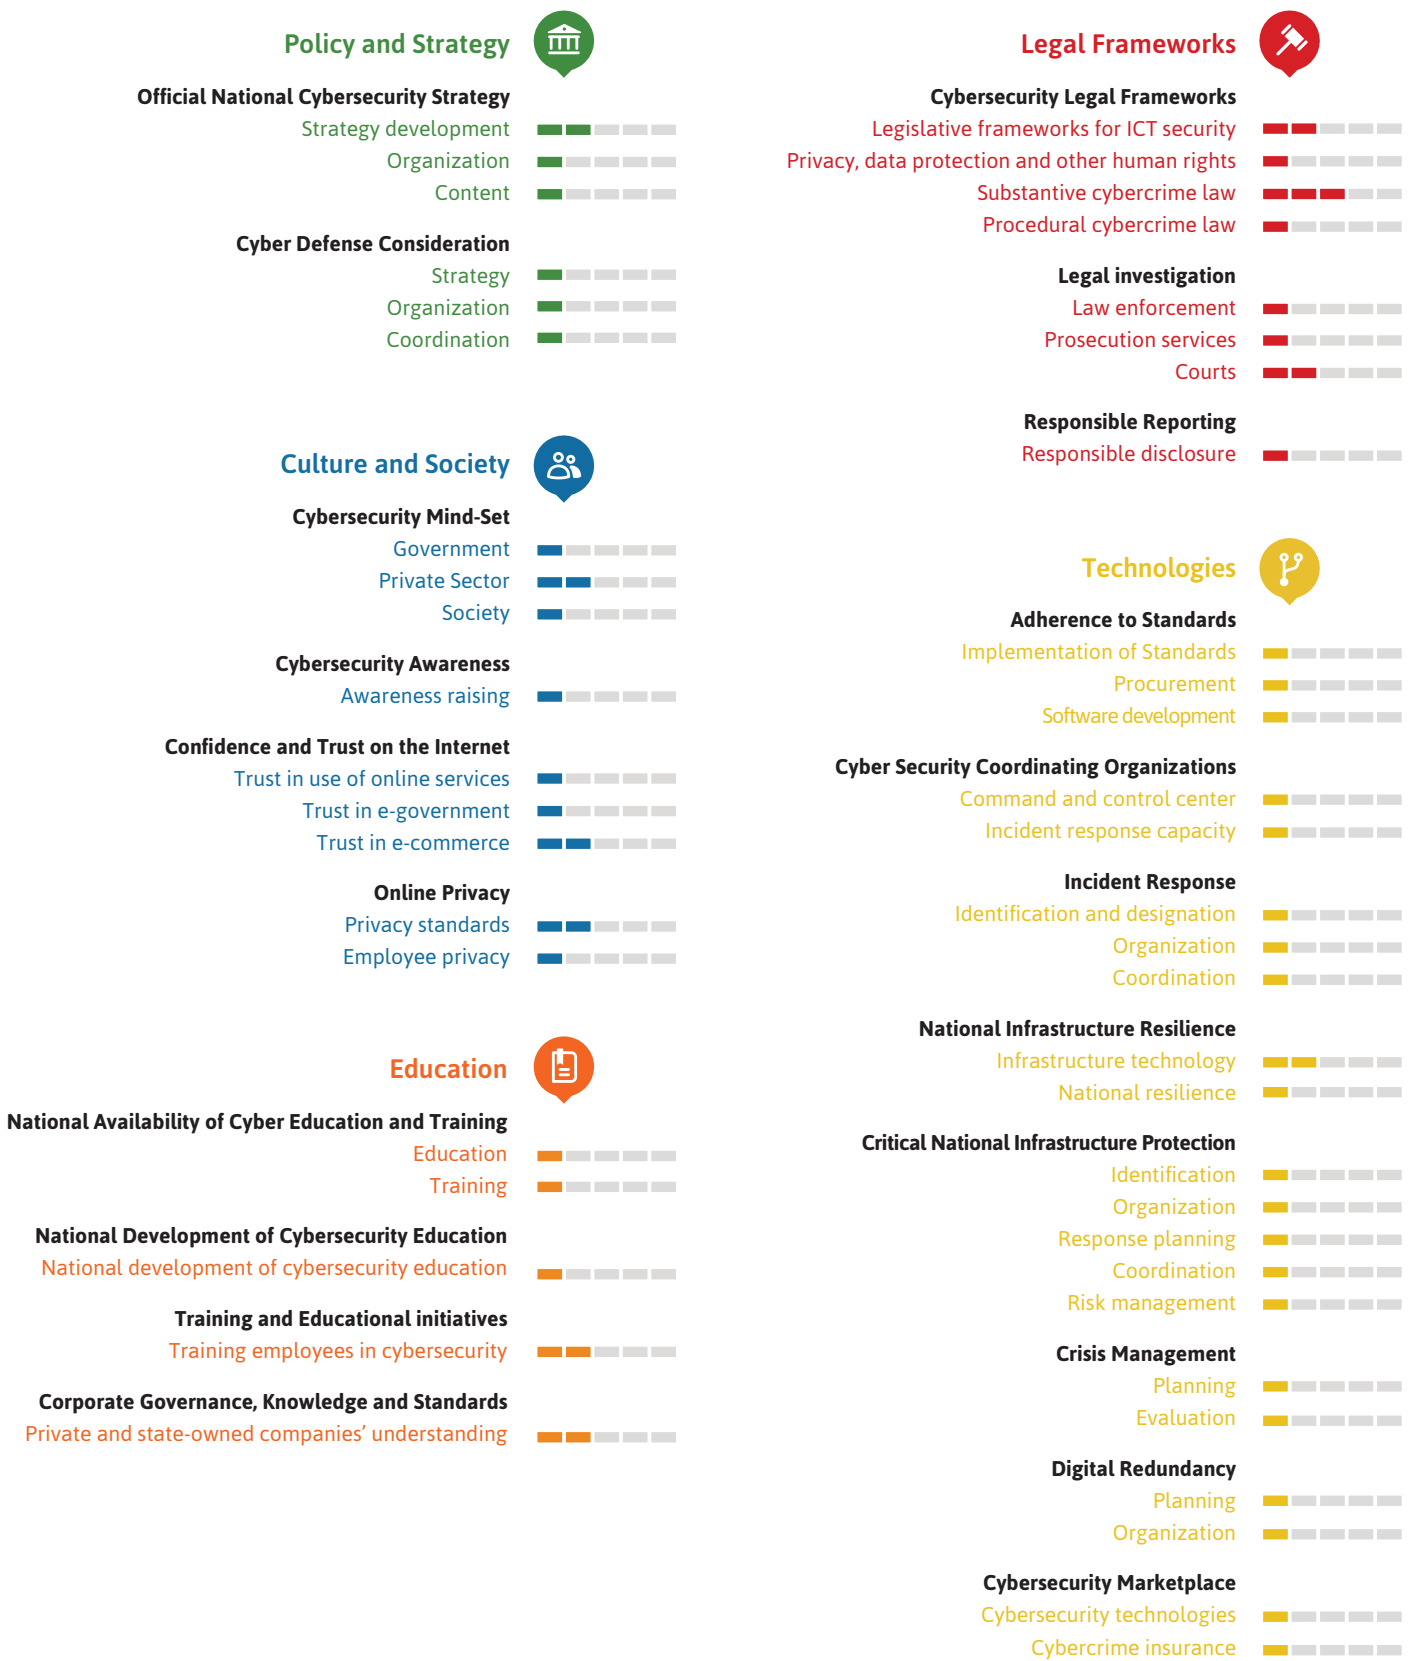 Policy and Strategy
Official National Cybersecurity Strategy
Strategy development
Organization
Content
Cyber Defense Consideration
Strategy
Organization
Coordination
Culture and Society
Cybersecurity Mind-Set
Government
Private Sector
Society
Cybersecurity Awareness
Awareness raising
Confidence and Trust on the Internet
Trust in use of online services
Trust in e-government
Trust in e-commerce
Online Privacy
Privacy standards
Employee privacy
Education
National Availability of Cyber Education and Training
Education
Training
National Development of Cybersecurity Education
National development of cybersecurity education
Training and Educational initiatives
Training employees in cybersecurity
Corporate Governance, Knowledge and Standards
Private and state-owned companies’ understanding
Legal Frameworks
Cybersecurity Legal Frameworks
Legislative frameworks for ICT security
Privacy, data protection and other human rights
Substantive cybercrime law
Procedural cybercrime law
Legal investigation
Law enforcement
Prosecution services
Courts
Responsible Reporting
Responsible disclosure
Technologies
Adherence to Standards
Implementation of Standards
Procurement
Software development
Cyber Security Coordinating Organizations
Command and control center
Incident response capacity
Incident Response
Identification and designation
Organization
Coordination
National Infrastructure Resilience
Infrastructure technology
National resilience
Critical National Infrastructure Protection
Identification
Organization
Response planning
Coordination
Risk management
Crisis Management
Planning
Evaluation
Digital Redundancy
Planning
Organization
Cybersecurity Marketplace
Cybersecurity technologies
Cybercrime insurance